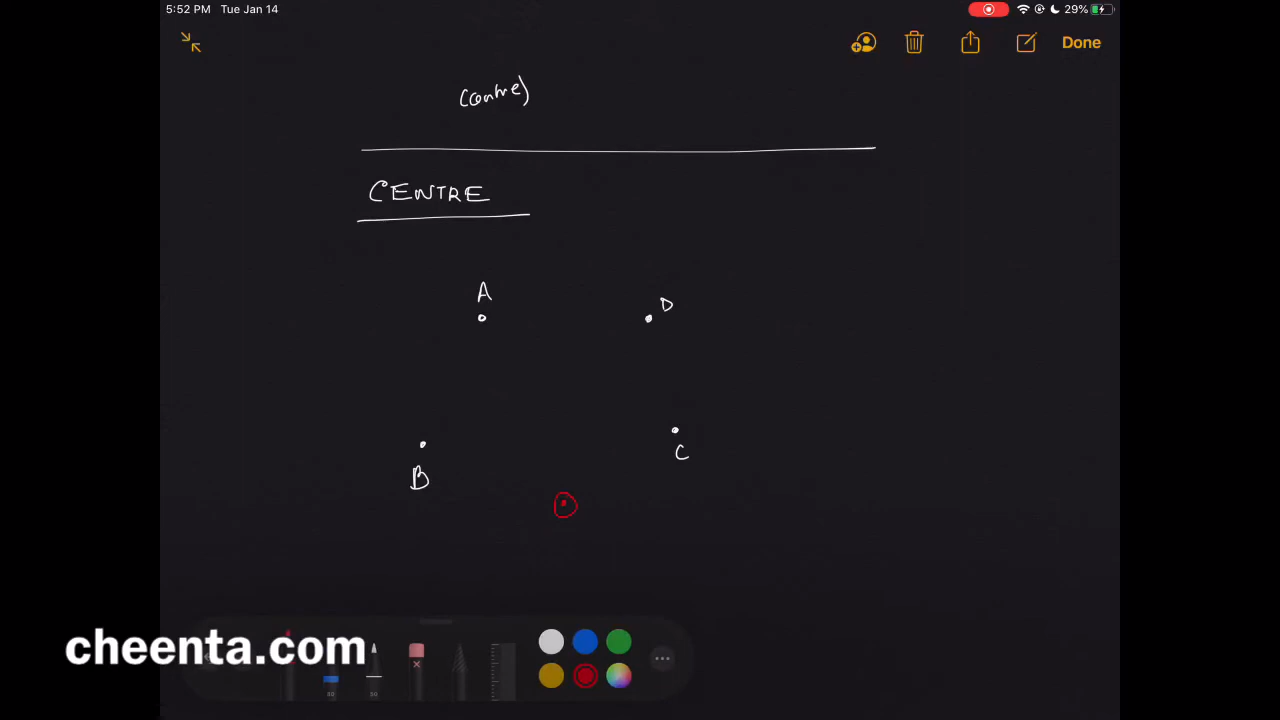 5:52 PM Tue Jan 14
29%
Done
(centre)
CENTRE
A
D
C
B
cheenta.com